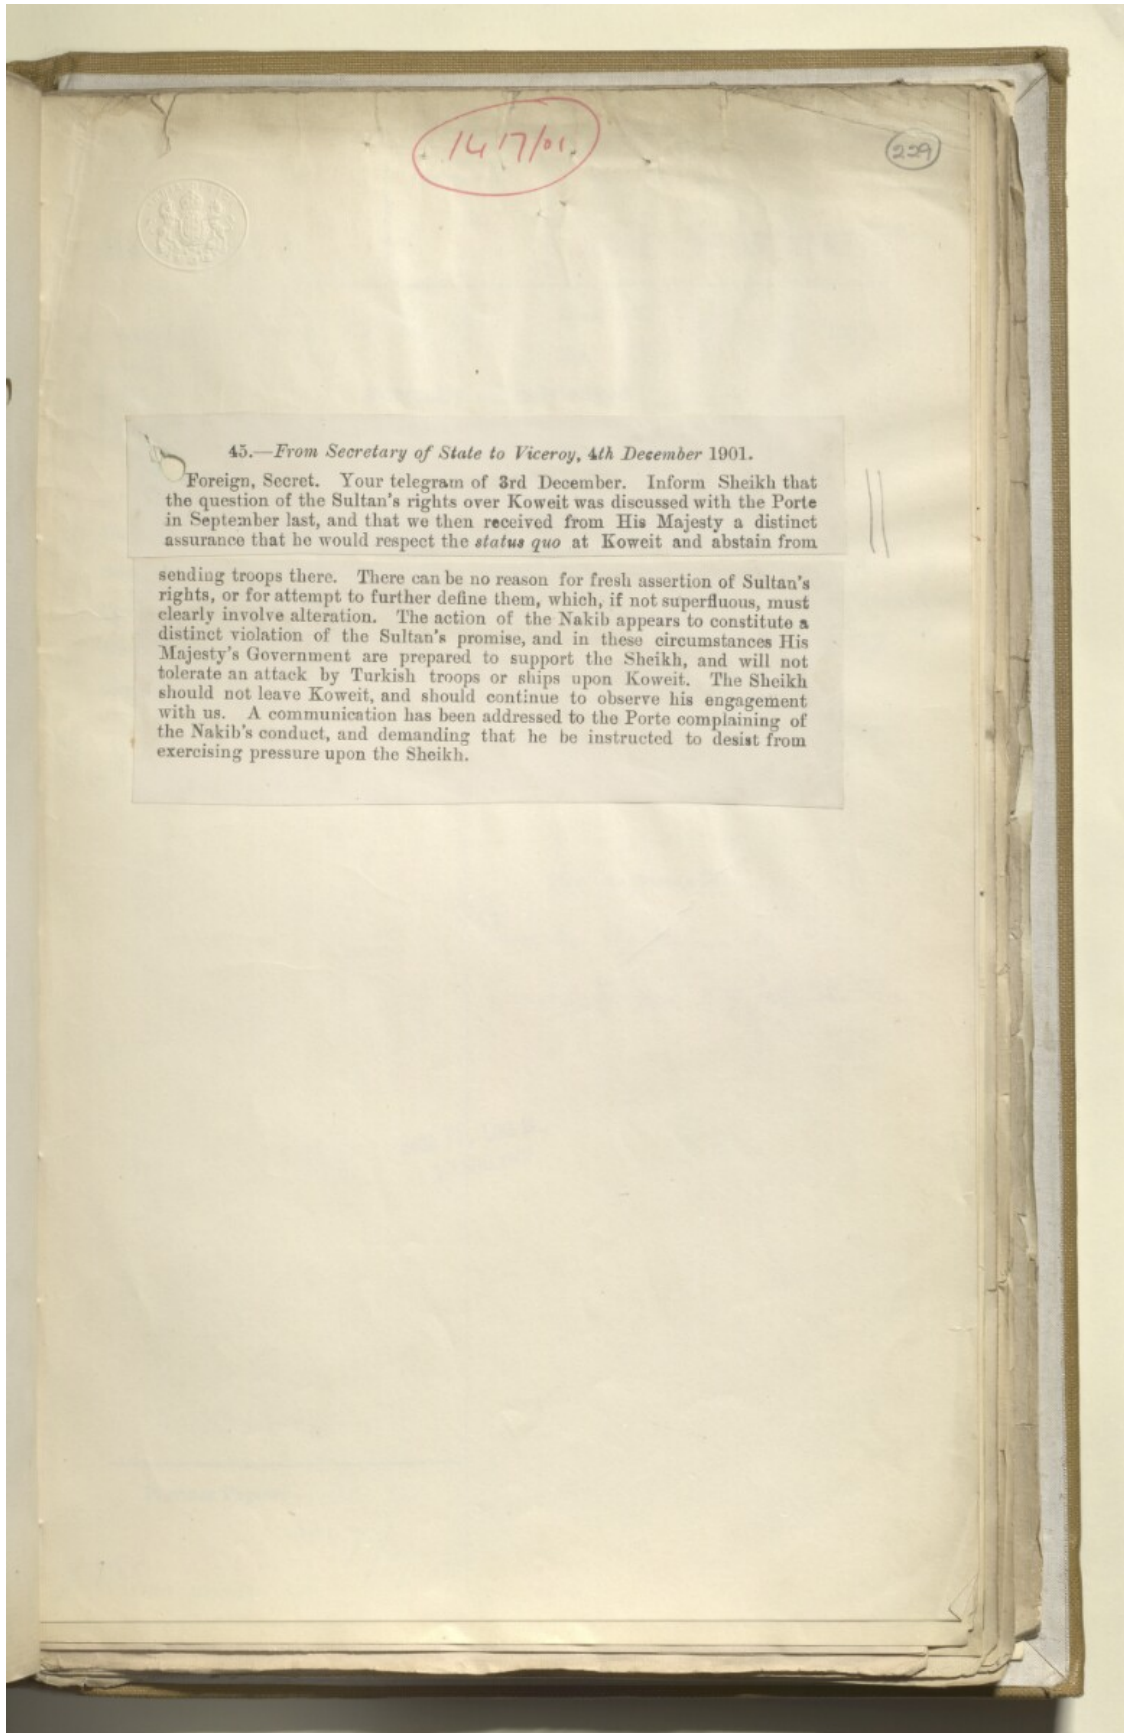 1417/01.
229
45.—From Secretary of State to Viceroy, 4th December 1901.
Foreign, Secret. Your telegram of 3rd December. Inform Sheikh that
the question of the Sultan's rights over Koweit was discussed with the Porte
in September last, and that we then received from His Majesty a distinct
assurance that he would respect the status quo at Koweit and abstain from
sending troops there. There can be no reason for fresh assertion of Sultan's
rights, or for attempt to further define them, which, if not superfluous, must
clearly involve alteration. The action of the Nakib appears to constitute a
distinct violation of the Sultan's promise, and in these circumstances His
Majesty's Government are prepared to support the Sheikh, and will not
tolerate an attack by Turkish troops or ships upon Koweit. The Sheikh
should not leave Koweit, and should continue to observe his engagement
with us. A communication has been addressed to the Porte complaining of
the Nakib's conduct, and demanding that he be instructed to desist from
exercising pressure upon the Sheikh.